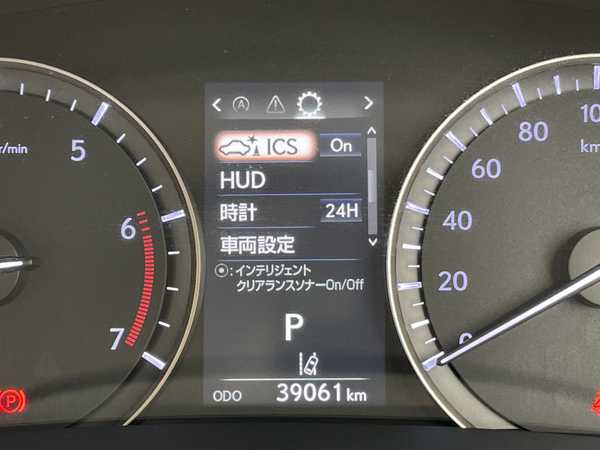 ICS On
HUD
時計 24H
車両設定
◉:インテリジェント
クリアランスソナーOn/Off
P
ODO 39061 km
r/min
5
6
7
P
0
20
40
60
80
10
km